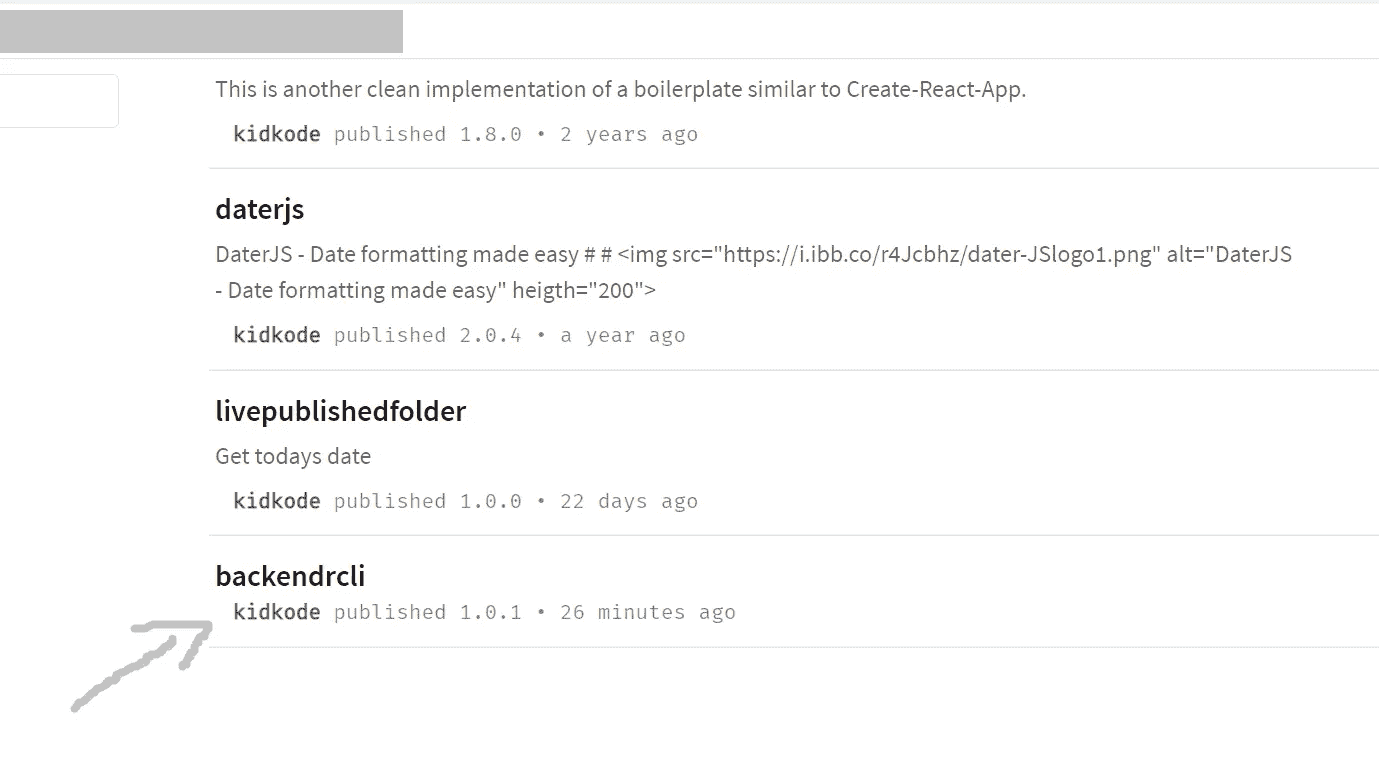 This is another clean implementation of a boilerplate similar to Create-React-App.
kidkode published 1.8.0 • 2 years ago
daterjs
DaterJS - Date formatting made easy # # <img src="https://i.ibb.co/r4Jcbhz/dater-JSlogo1.png" alt="DaterJS
- Date formatting made easy" heigth="200">
kidkode published 2.0.4 • a year ago
livepublishedfolder
Get todays date
kidkode published 1.0.0 • 22 days ago
backendrcli
kidkode published 1.0.1 • 26 minutes ago